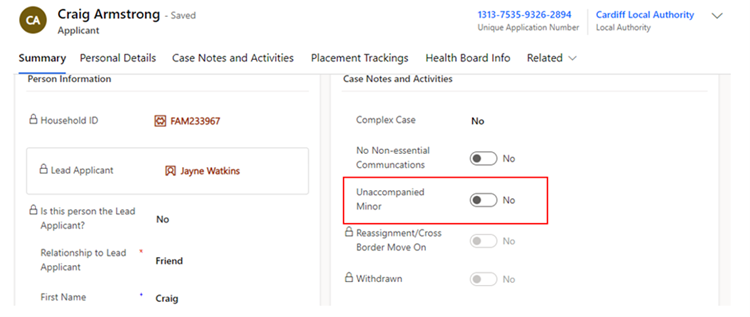 CA
Craig Armstrong - Saved
Applicant
1313-7535-9326-2894
Unique Application Number
Cardiff Local Authority
Local Authority
Summary Personal Details Case Notes and Activities Placement Trackings Health Board Info Related
Person Information
Household ID FAM233967
Lead Applicant Jayne Watkins
Is this person the Lead
Applicant? No
Relationship to Lead
Applicant * Friend
First Name * Craig
Case Notes and Activities
Complex Case No
No Non-essential
Communcations No
Unaccompanied
Minor No
Reassignment/Cross
Border Move On No
Withdrawn No